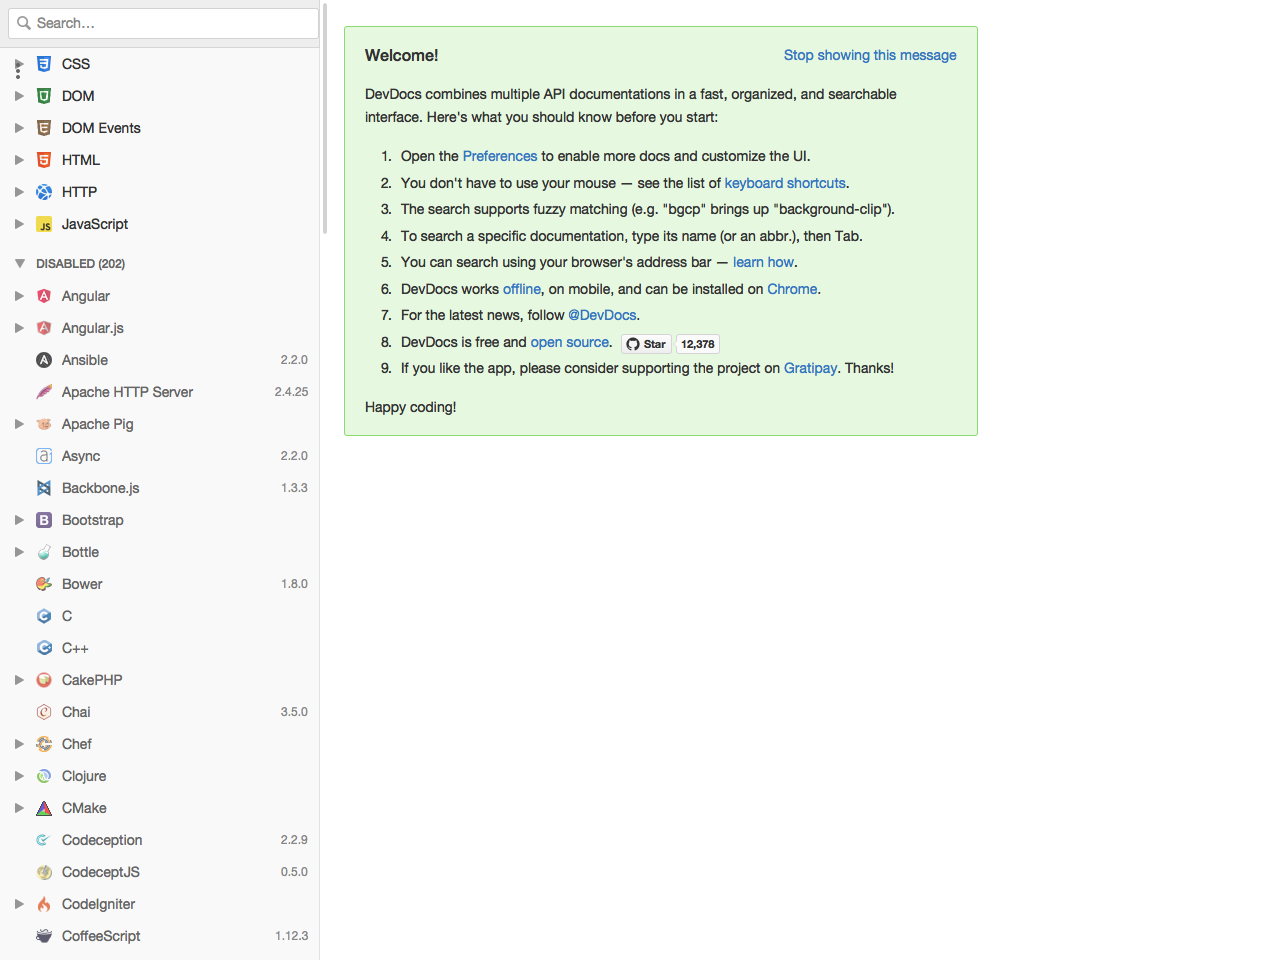 Search...
CSS
DOM
DOM Events
HTML
HTTP
JavaScript
DISABLED (202)
Angular
Angular.js
Ansible 2.2.0
Apache HTTP Server 2.4.25
Apache Pig
Async 2.2.0
Backbone.js 1.3.3
Bootstrap
Bottle
Bower 1.8.0
C
C++
CakePHP
Chai 3.5.0
Chef
Clojure
CMake
Codeception 2.2.9
CodeceptJS 0.5.0
CodeIgniter
CoffeeScript 1.12.3
Welcome! Stop showing this message
DevDocs combines multiple API documentations in a fast, organized, and searchable
interface. Here's what you should know before you start:
1. Open the Preferences to enable more docs and customize the UI.
2. You don't have to use your mouse — see the list of keyboard shortcuts.
3. The search supports fuzzy matching (e.g. "bgcp" brings up "background-clip").
4. To search a specific documentation, type its name (or an abbr.), then Tab.
5. You can search using your browser's address bar — learn how.
6. DevDocs works offline, on mobile, and can be installed on Chrome.
7. For the latest news, follow @DevDocs.
8. DevDocs is free and open source. Star 12,378
9. If you like the app, please consider supporting the project on Gratipay. Thanks!
Happy coding!